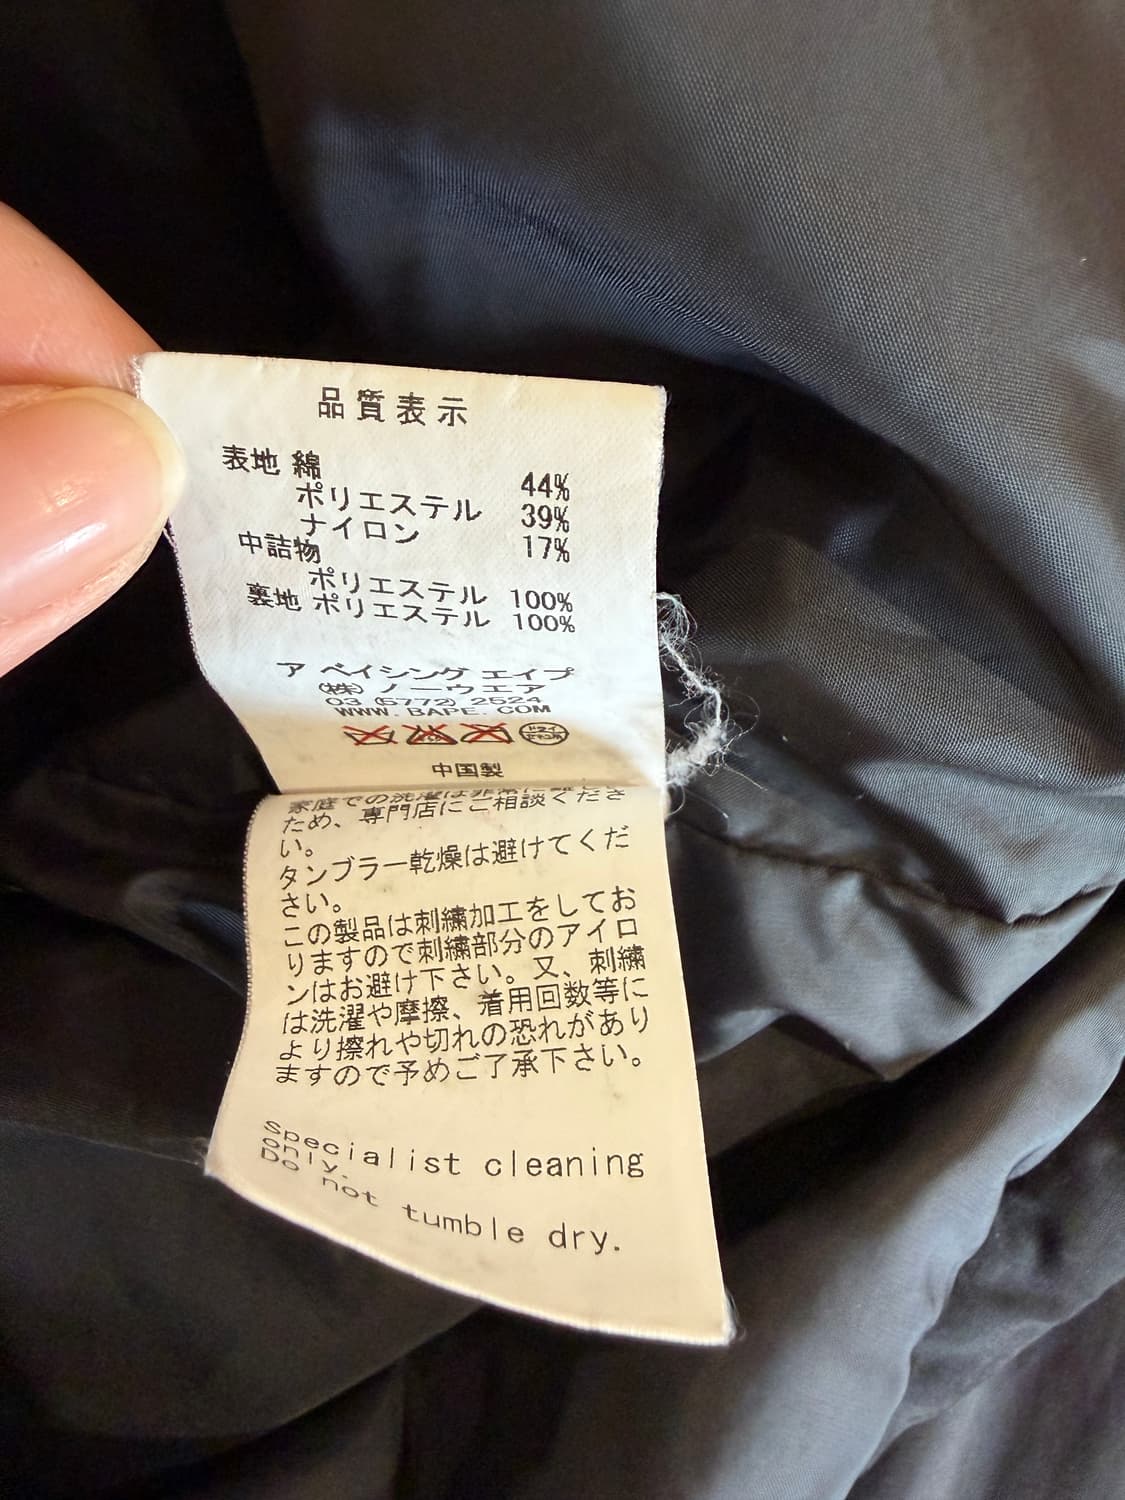 品質表示
表地 綿 44%
ポリエステル 39%
ナイロン 17%
中詰物
ポリエステル 100%
裏地 ポリエステル 100%
ア ベイシング エイプ
(株) ノーウエア
03 (5772) 2524
WWW.BAPE.COM
中国製
家庭での洗濯は非常に
ため、専門店にご相談くださ
い。
タンブラー乾燥は避けてくだ
さい。
この製品は刺繍加工をしてお
りますので刺繍部分のアイロ
ンはお避け下さい。又、刺繍
は洗濯や摩擦、着用回数等に
より擦れや切れの恐れがあり
ますので予めご了承下さい。
Specialist cleaning
only.
Do not tumble dry.